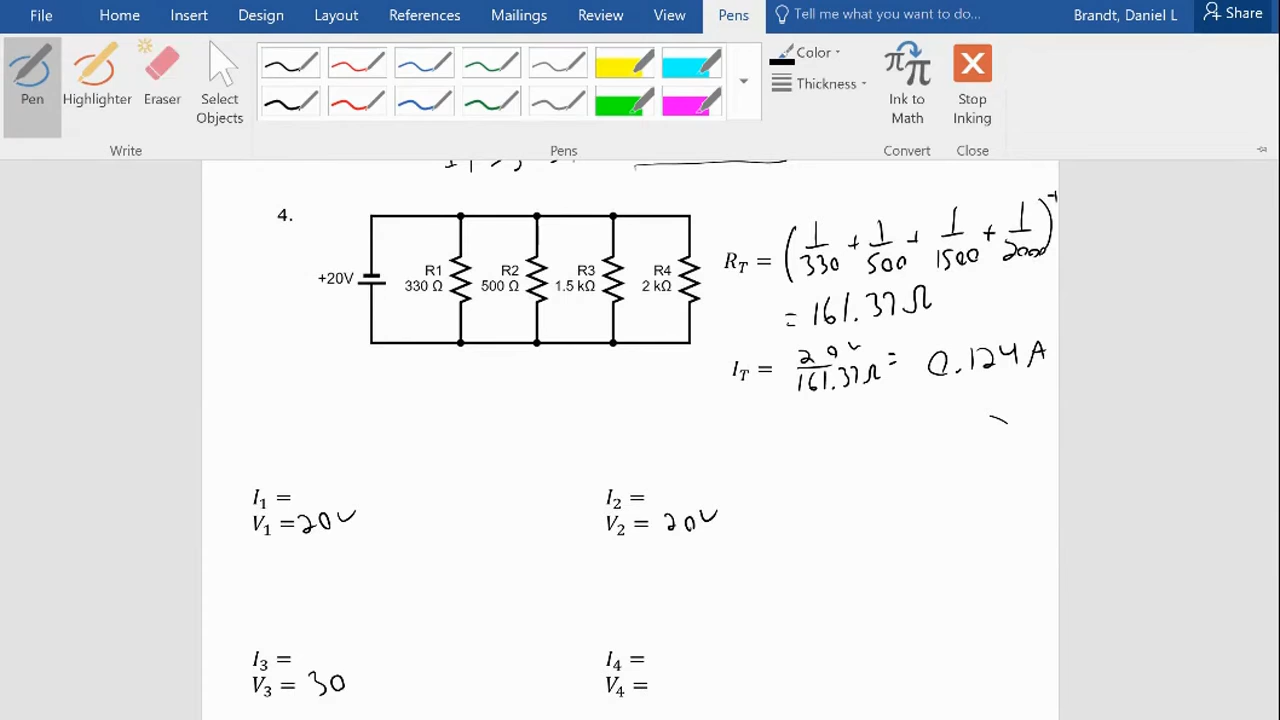 File Home Insert Design Layout References Mailings Review View Pens Tell me what you want to do... Brandt, Daniel L Share
Pen Highlighter Eraser Select Objects Color Thickness Ink to Math Stop Inking
Write Pens Convert Close
4.
+20V
R1 330 Ω
R2 500 Ω
R3 1.5 kΩ
R4 2 kΩ
R_T = (1/330 + 1/500 + 1/1500 + 1/2000)^-1
= 161.37 Ω
I_T = 20V/161.37Ω = 0.124 A
I_1 =
V_1 = 20V
I_2 =
V_2 = 20V
I_3 =
V_3 = 30
I_4 =
V_4 =